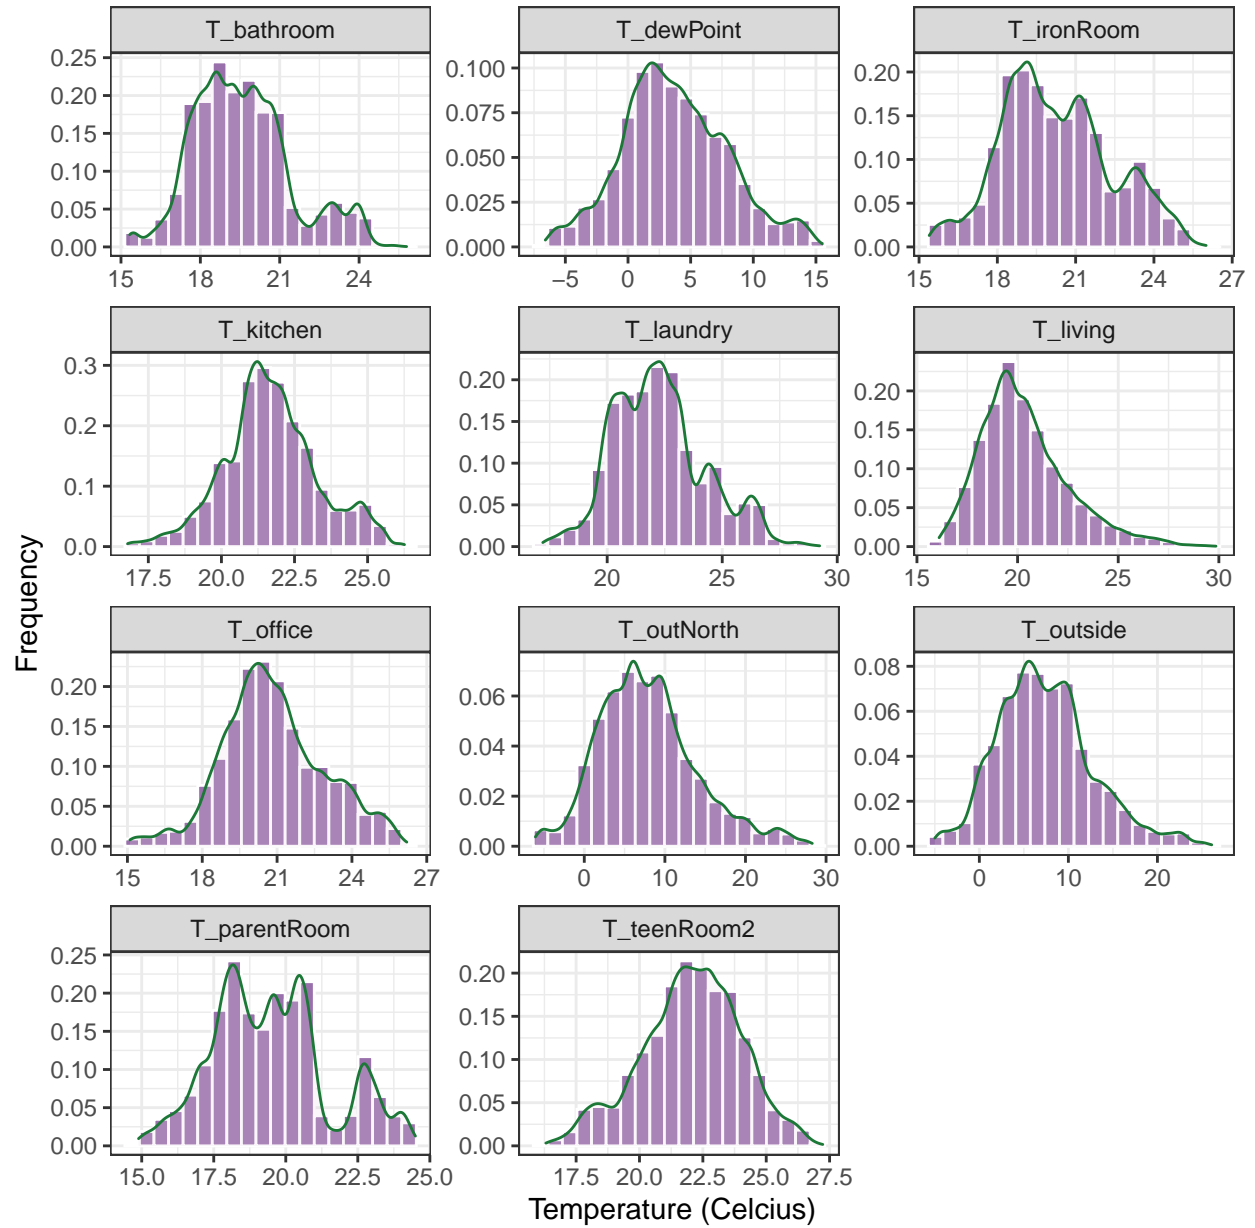 T_bathroom T_dewPoint T_ironRoom
0.25 0.20 0.15 0.10 0.05 0.00
0.100 0.075 0.050 0.025 0.000
0.20 0.15 0.10 0.05 0.00
15 18 21 24 −5 0 5 10 15 15 18 21 24 27
T_kitchen T_laundry T_living
0.3 0.2 0.1 0.0
0.20 0.15 0.10 0.05 0.00
0.20 0.15 0.10 0.05 0.00
17.5 20.0 22.5 25.0 20 25 30 15 20 25 30
Frequency
T_office T_outNorth T_outside
0.20 0.15 0.10 0.05 0.00
0.06 0.04 0.02 0.00
0.08 0.06 0.04 0.02 0.00
15 18 21 24 27 0 10 20 30 0 10 20
T_parentRoom T_teenRoom2
0.25 0.20 0.15 0.10 0.05 0.00
0.20 0.15 0.10 0.05 0.00
15.0 17.5 20.0 22.5 25.0 17.5 20.0 22.5 25.0 27.5
Temperature (Celcius)